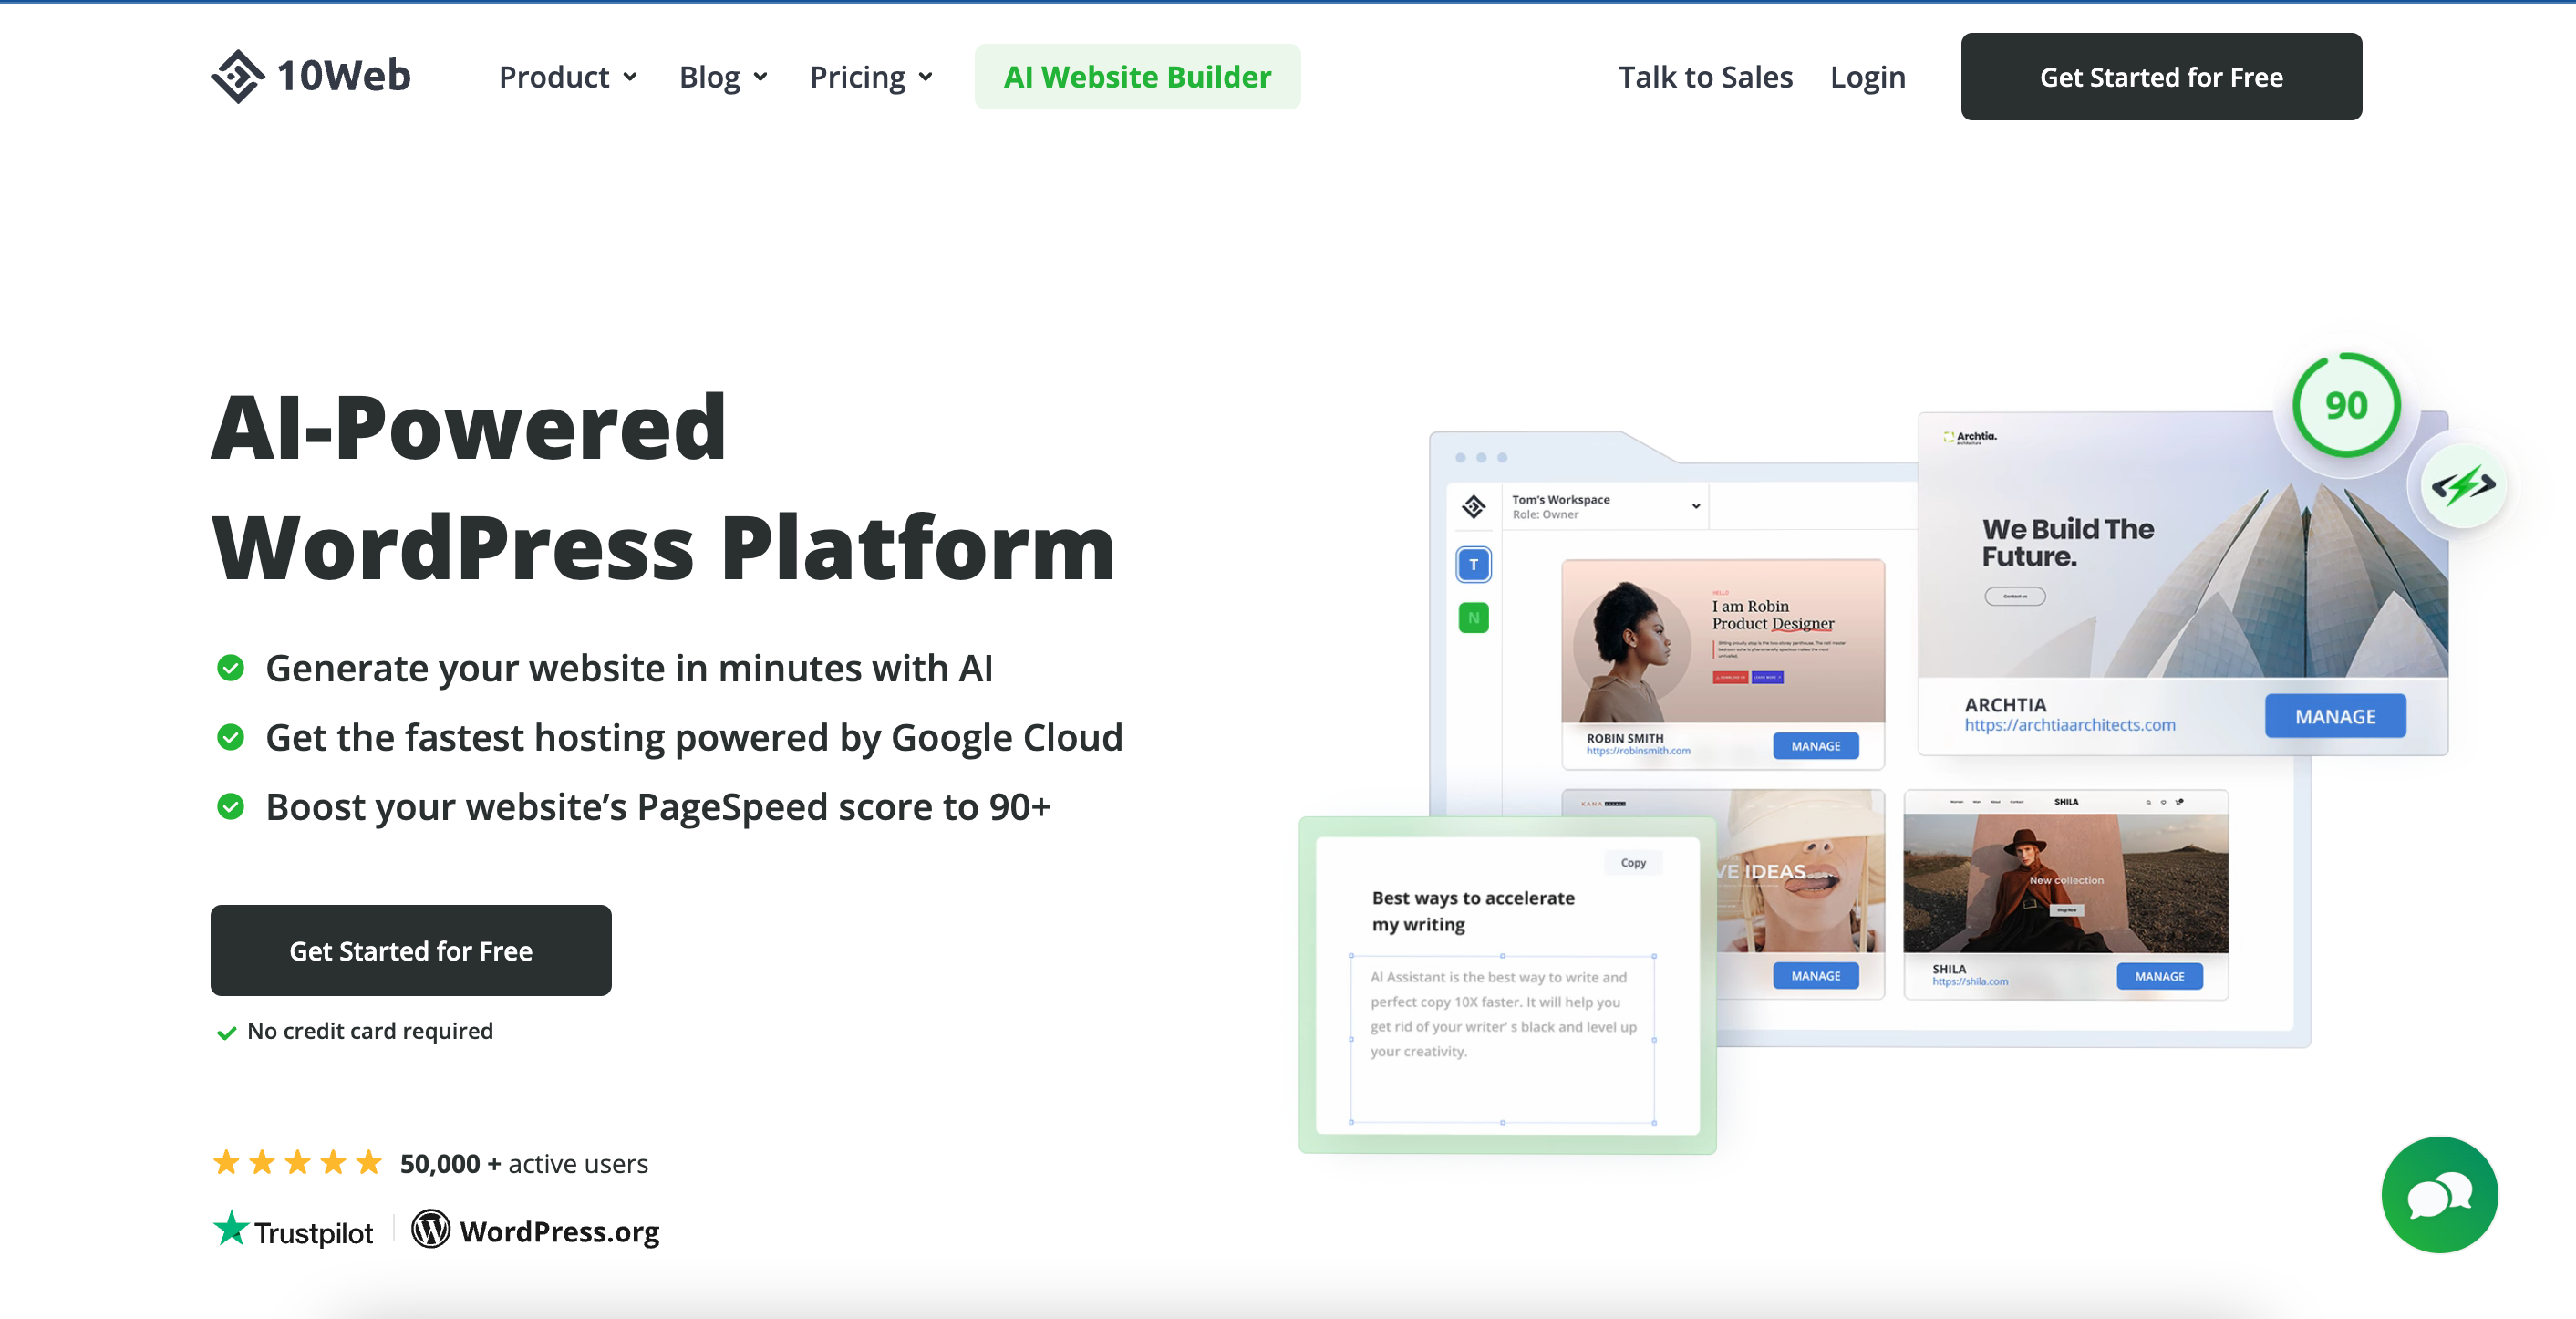 10Web
Product
Blog
Pricing
AI Website Builder
Talk to Sales
Login
Get Started for Free
AI-Powered
WordPress Platform
Generate your website in minutes with AI
Get the fastest hosting powered by Google Cloud
Boost your website’s PageSpeed score to 90+
Get Started for Free
No credit card required
50,000 + active users
Trustpilot
WordPress.org
90
Archtia.
We Build The
Future.
Contact us
ARCHTIA
https://archtiaarchitects.com
MANAGE
Tom’s Workspace
Role: Owner
T
N
HELLO
I am Robin
Product Designer
ROBIN SMITH
https://robinsmith.com
MANAGE
KANA
VE IDEAS
MANAGE
SHILA
New collection
Shop Now
SHILA
https://shila.com
MANAGE
Copy
Best ways to accelerate
my writing
AI Assistant is the best way to write and
perfect copy 10X faster. It will help you
get rid of your writer’ s black and level up
your creativity.